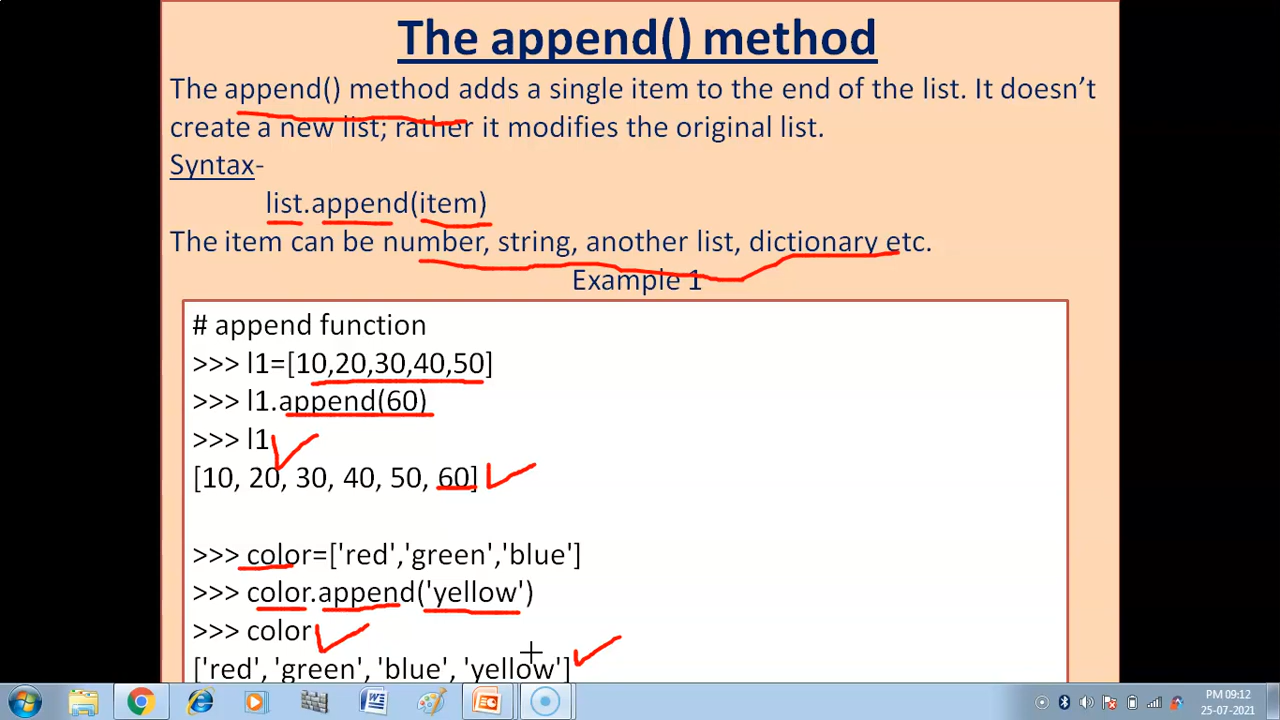 The append() method
The append() method adds a single item to the end of the list. It doesn’t
create a new list; rather it modifies the original list.
Syntax-
list.append(item)
The item can be number, string, another list, dictionary etc.
Example 1
# append function
>>> l1=[10,20,30,40,50]
>>> l1.append(60)
>>> l1
[10, 20, 30, 40, 50, 60]
>>> color=['red','green','blue']
>>> color.append('yellow')
>>> color
['red', 'green', 'blue', 'yellow']
PM 09:12
25-07-2021